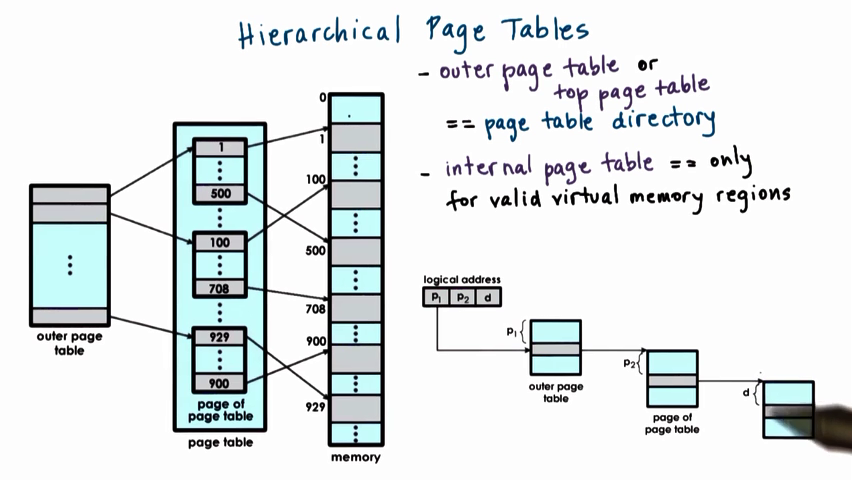 Hierarchical Page Tables
- outer page table or
top page table
== page table directory
- internal page table == only
for valid virtual memory regions
outer page
table
1
500
100
708
929
900
page of
page table
page table
0
1
100
500
708
900
929
memory
logical address
p1 p2 d
p1
outer page
table
p2
page of
page table
d